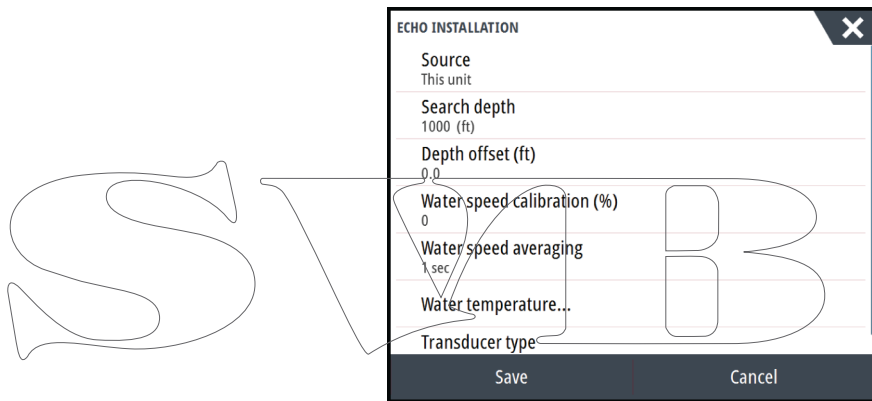 ECHO INSTALLATION
Source
This unit
Search depth
1000 (ft)
Depth offset (ft)
0.0
Water speed calibration (%)
0
Water speed averaging
1 sec
Water temperature...
Transducer type
Save
Cancel
SVB